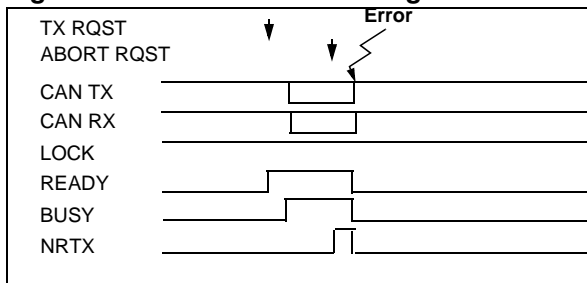 TX RQST
Error
ABORT RQST
CAN TX
CAN RX
LOCK
READY
BUSY
NRTX